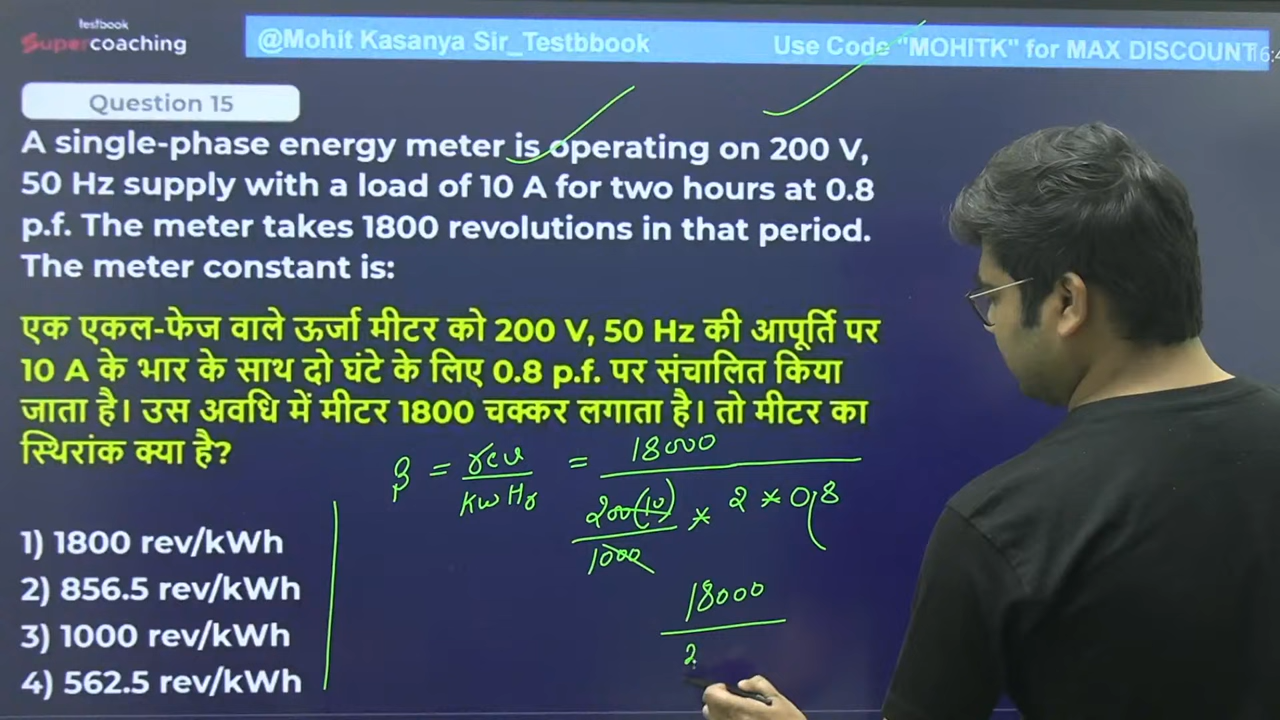 testbook
Supercoaching
@Mohit Kasanya Sir_Testbbook
Use Code "MOHITK" for MAX DISCOUNT
Question 15
A single-phase energy meter is operating on 200 V,
50 Hz supply with a load of 10 A for two hours at 0.8
p.f. The meter takes 1800 revolutions in that period.
The meter constant is:
एक एकल-फेज वाले ऊर्जा मीटर को 200 V, 50 Hz की आपूर्ति पर
10 A के भार के साथ दो घंटे के लिए 0.8 p.f. पर संचालित किया
जाता है। उस अवधि में मीटर 1800 चक्कर लगाता है। तो मीटर का
स्थिरांक क्या है?
β = rev / kwHr = 18000 / 200(10) / 1000 * 2 * 0.8
18000
2
1) 1800 rev/kWh
2) 856.5 rev/kWh
3) 1000 rev/kWh
4) 562.5 rev/kWh